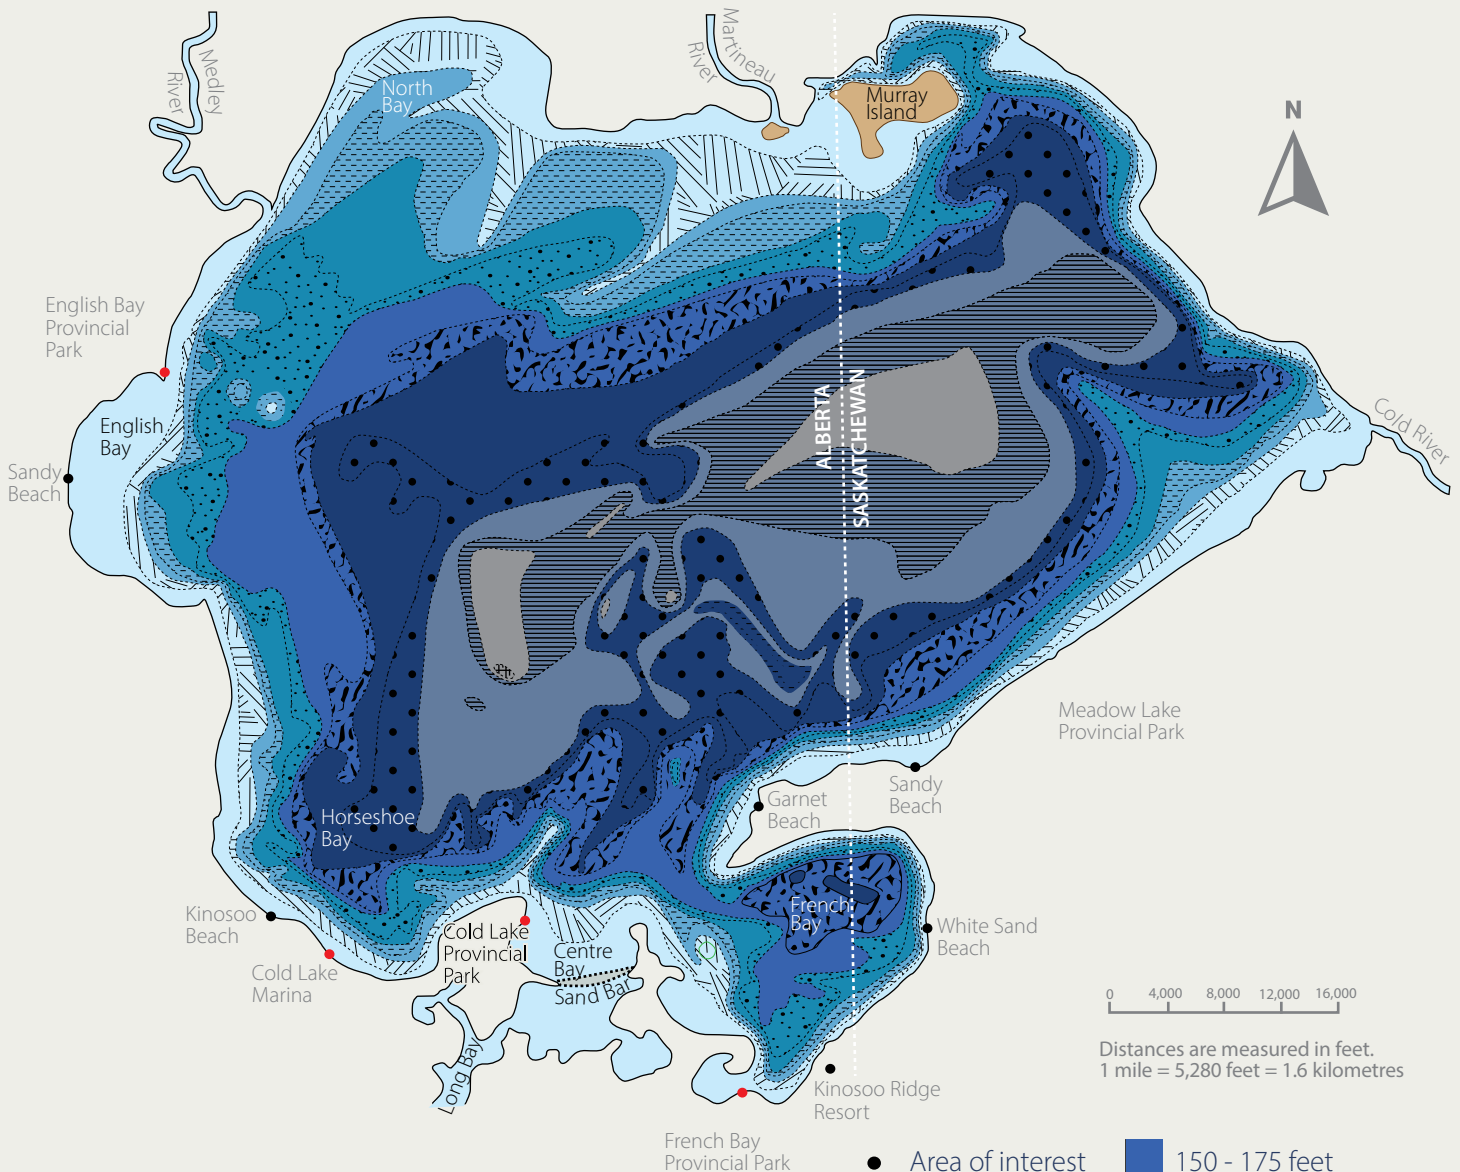 Medley
River
Martineau
River
North
Bay
Murray
Island
N
English Bay
Provincial
Park
English
Bay
Sandy
Beach
ALBERTA
SASKATCHEWAN
Cold River
Meadow Lake
Provincial Park
Sandy
Beach
Garnet
Beach
Horseshoe
Bay
ft
Kinosoo
Beach
Cold Lake
Marina
Cold Lake
Provincial
Park
Centre
Bay
Sand Bar
Long Bay
French
Bay
White Sand
Beach
0 4,000 8,000 12,000 16,000
Distances are measured in feet.
1 mile = 5,280 feet = 1.6 kilometres
Kinosoo Ridge
Resort
French Bay
Provincial Park
Area of interest
150 - 175 feet